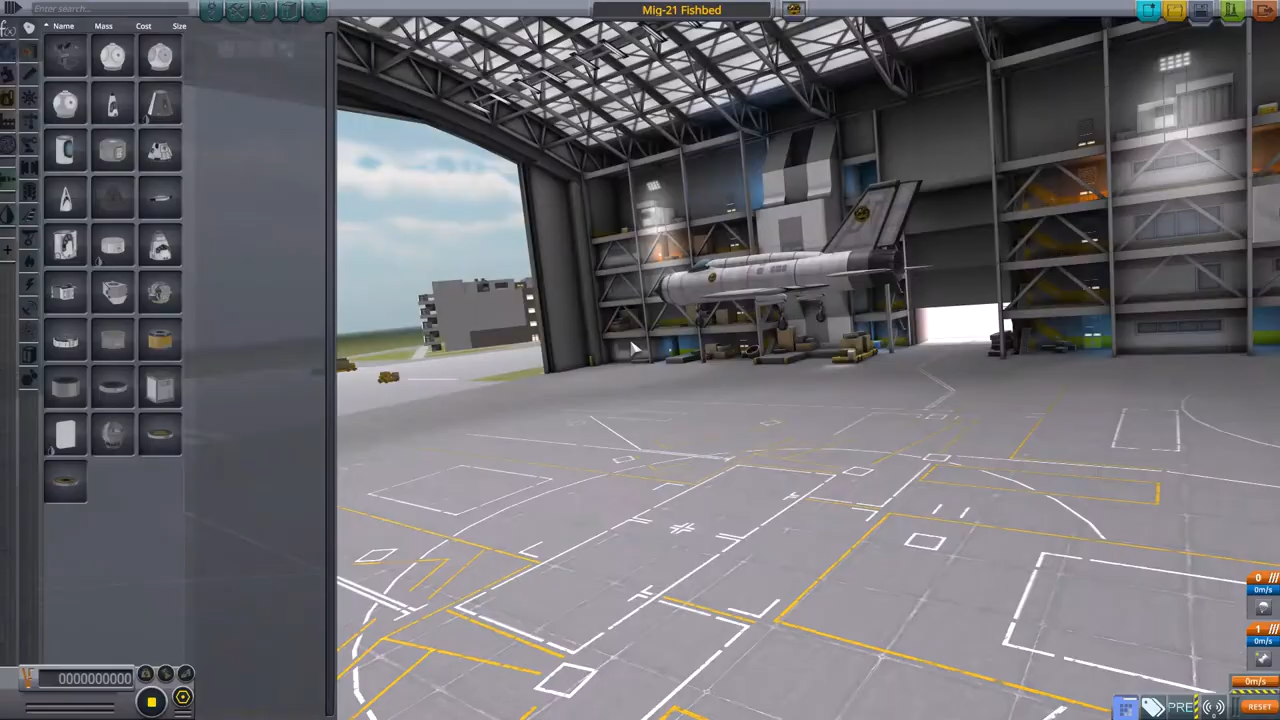 Enter search...
Mig-21 Fishbed
Name Mass Cost Size
0
0m/s
1
0m/s
0m/s
0000000000
PRE
RESET